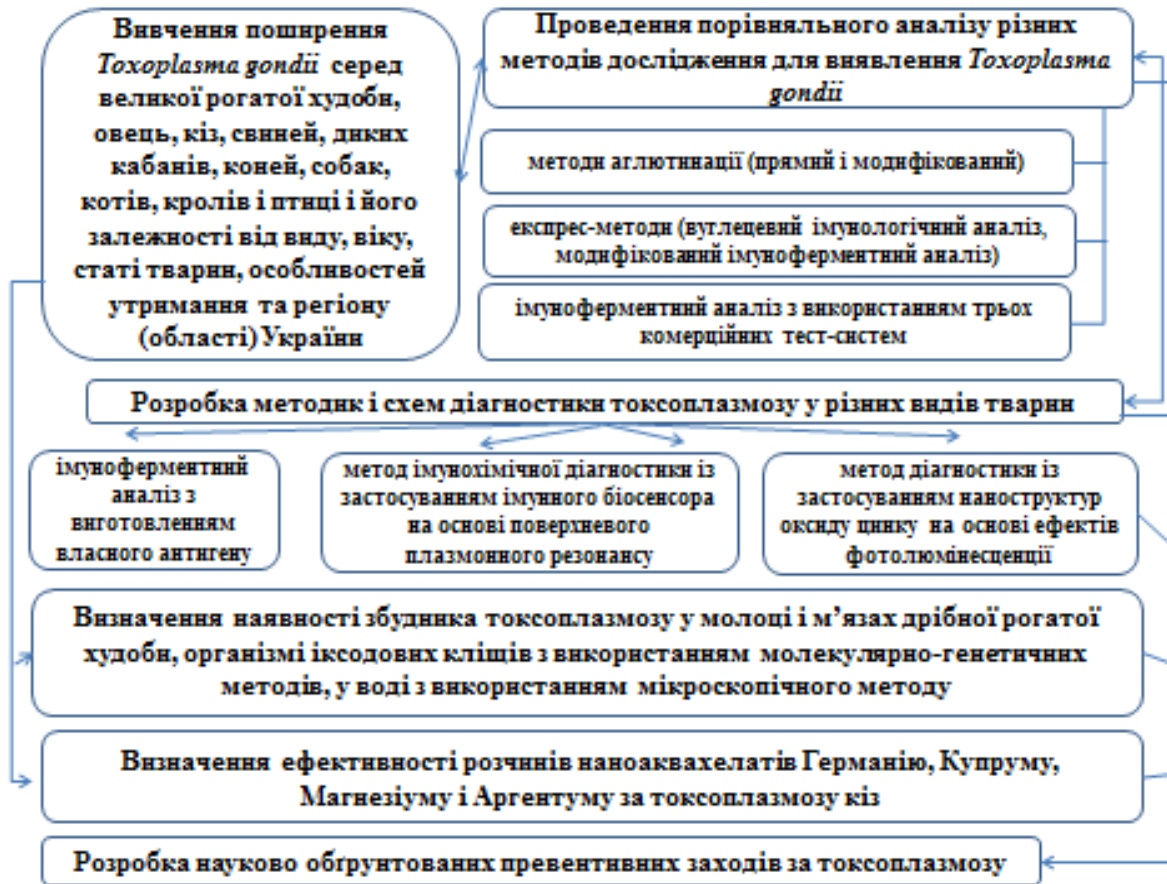 Вивчення поширення
Toxoplasma gondii серед
великої рогатої худоби,
овець, кіз, свиней, диких
кабанів, коней, собак,
котів, кролів і птиці і його
залежності від виду, віку,
статі тварин, особливостей
утримання та регіону
(області) України
Проведення порівняльного аналізу різних
методів дослідження для виявлення Toxoplasma
gondii
методи аглютинації (прямий і модифікований)
експрес-методи (вуглецевий імунологічний аналіз,
модифікований імуноферментний аналіз)
імуноферментний аналіз з використанням трьох
комерційних тест-систем
Розробка методик і схем діагностики токсоплазмозу у різних видів тварин
імуноферментний
аналіз з
виготовленням
власного антигену
метод імунохімічної діагностики із
застосуванням імунного біосенсора
на основі поверхневого
плазмонного резонансу
метод діагностики із
застосуванням наноструктур
оксиду цинку на основі ефектів
фотолюмінесценції
Визначення наявності збудника токсоплазмозу у молоці і м’язах дрібної рогатої
худоби, організмі іксодових кліщів з використанням молекулярно-генетичних
методів, у воді з використанням мікроскопічного методу
Визначення ефективності розчинів наноаквахелатів Германію, Купруму,
Магнезіуму і Аргентуму за токсоплазмозу кіз
Розробка науково обґрунтованих превентивних заходів за токсоплазмозу